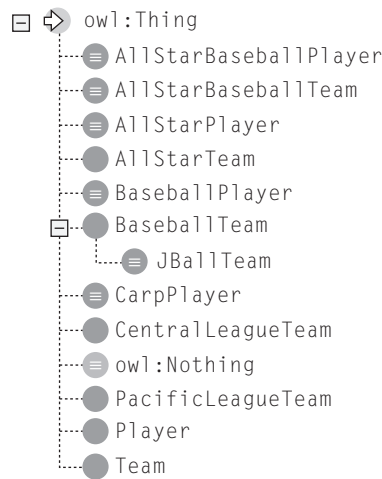 owl:Thing
AllStarBaseballPlayer
AllStarBaseballTeam
AllStarPlayer
AllStarTeam
BaseballPlayer
BaseballTeam
JBallTeam
CarpPlayer
CentralLeagueTeam
owl:Nothing
PacificLeagueTeam
Player
Team